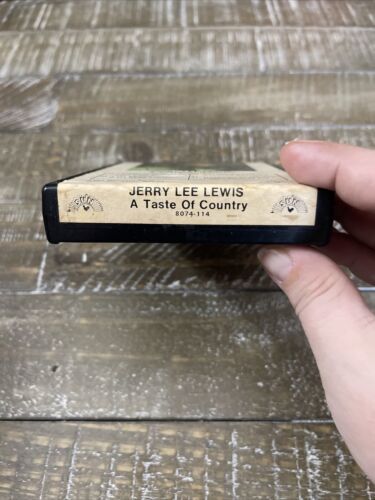 JERRY LEE LEWIS
A Taste Of Country
8074-114